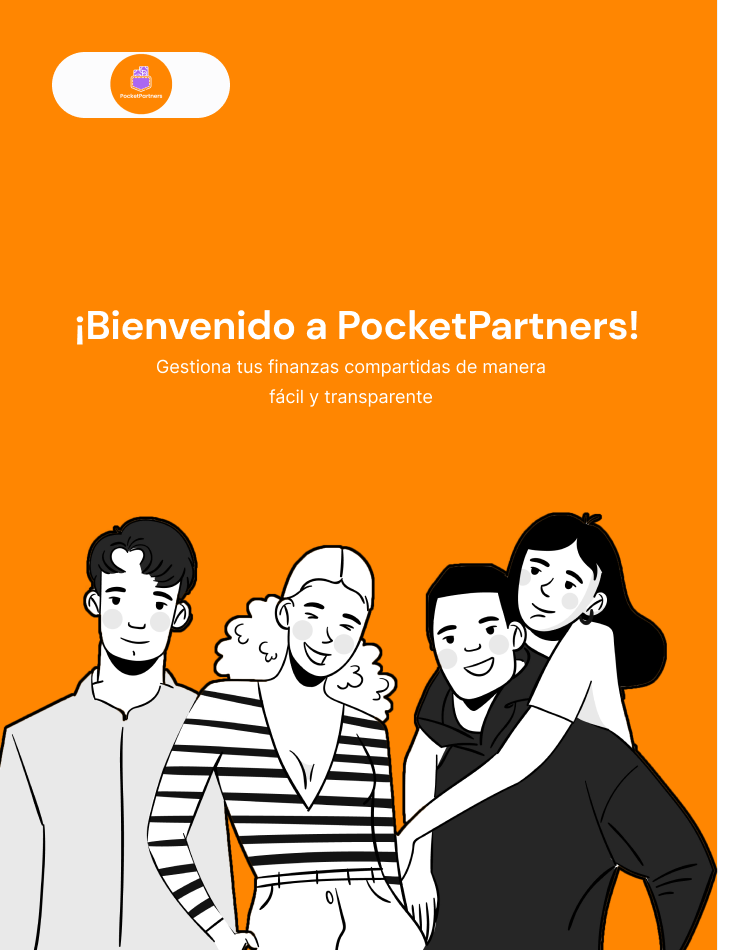 PocketPartners
¡Bienvenido a PocketPartners!
Gestiona tus finanzas compartidas de manera
fácil y transparente